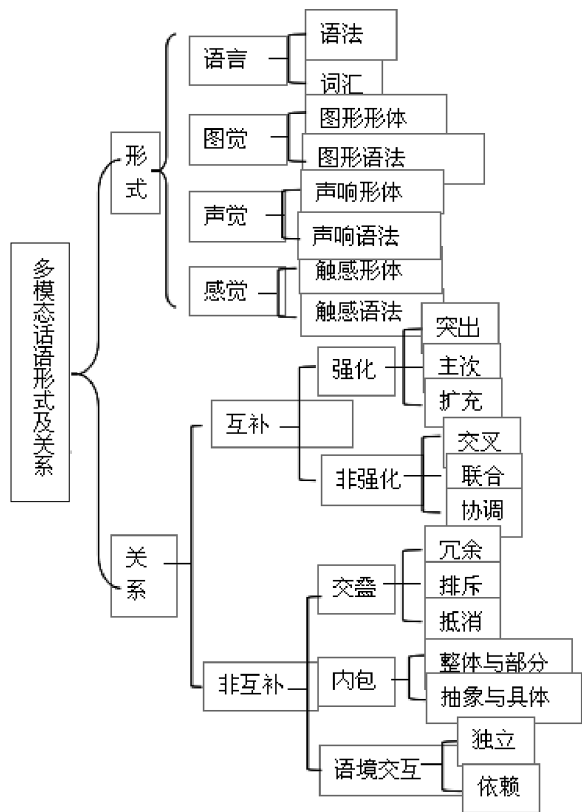 多模态话语形式及关系
形式
语言
语法
词汇
图觉
图形形体
图形语法
声觉
声响形体
声响语法
感觉
触感形体
触感语法
关系
互补
强化
突出
主次
扩充
非强化
交叉
联合
协调
非互补
交叠
冗余
排斥
抵消
内包
整体与部分
抽象与具体
语境交互
独立
依赖